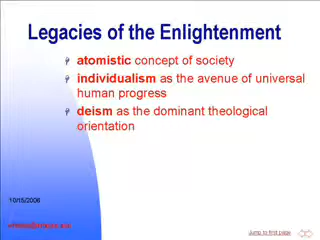 Legacies of the Enlightenment
atomistic concept of society
individualism as the avenue of universal
human progress
deism as the dominant theological
orientation
10/15/2008
Jump to first page